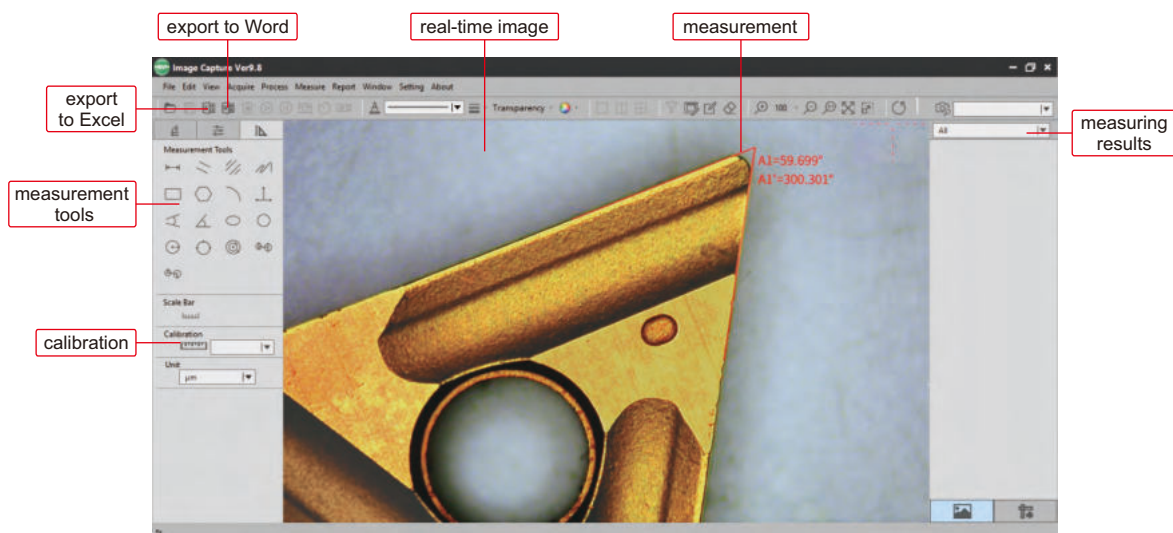 export to Word
real-time image
measurement
Image Capture Ver9.8
File Edit View Acquire Process Measure Report Window Setting About
export
to Excel
Transparency
100
All
measuring
results
Measurement Tools
A1=59.699°
A1'=300.301°
measurement
tools
Scale Bar
calibration
Calibration
Unit
μm